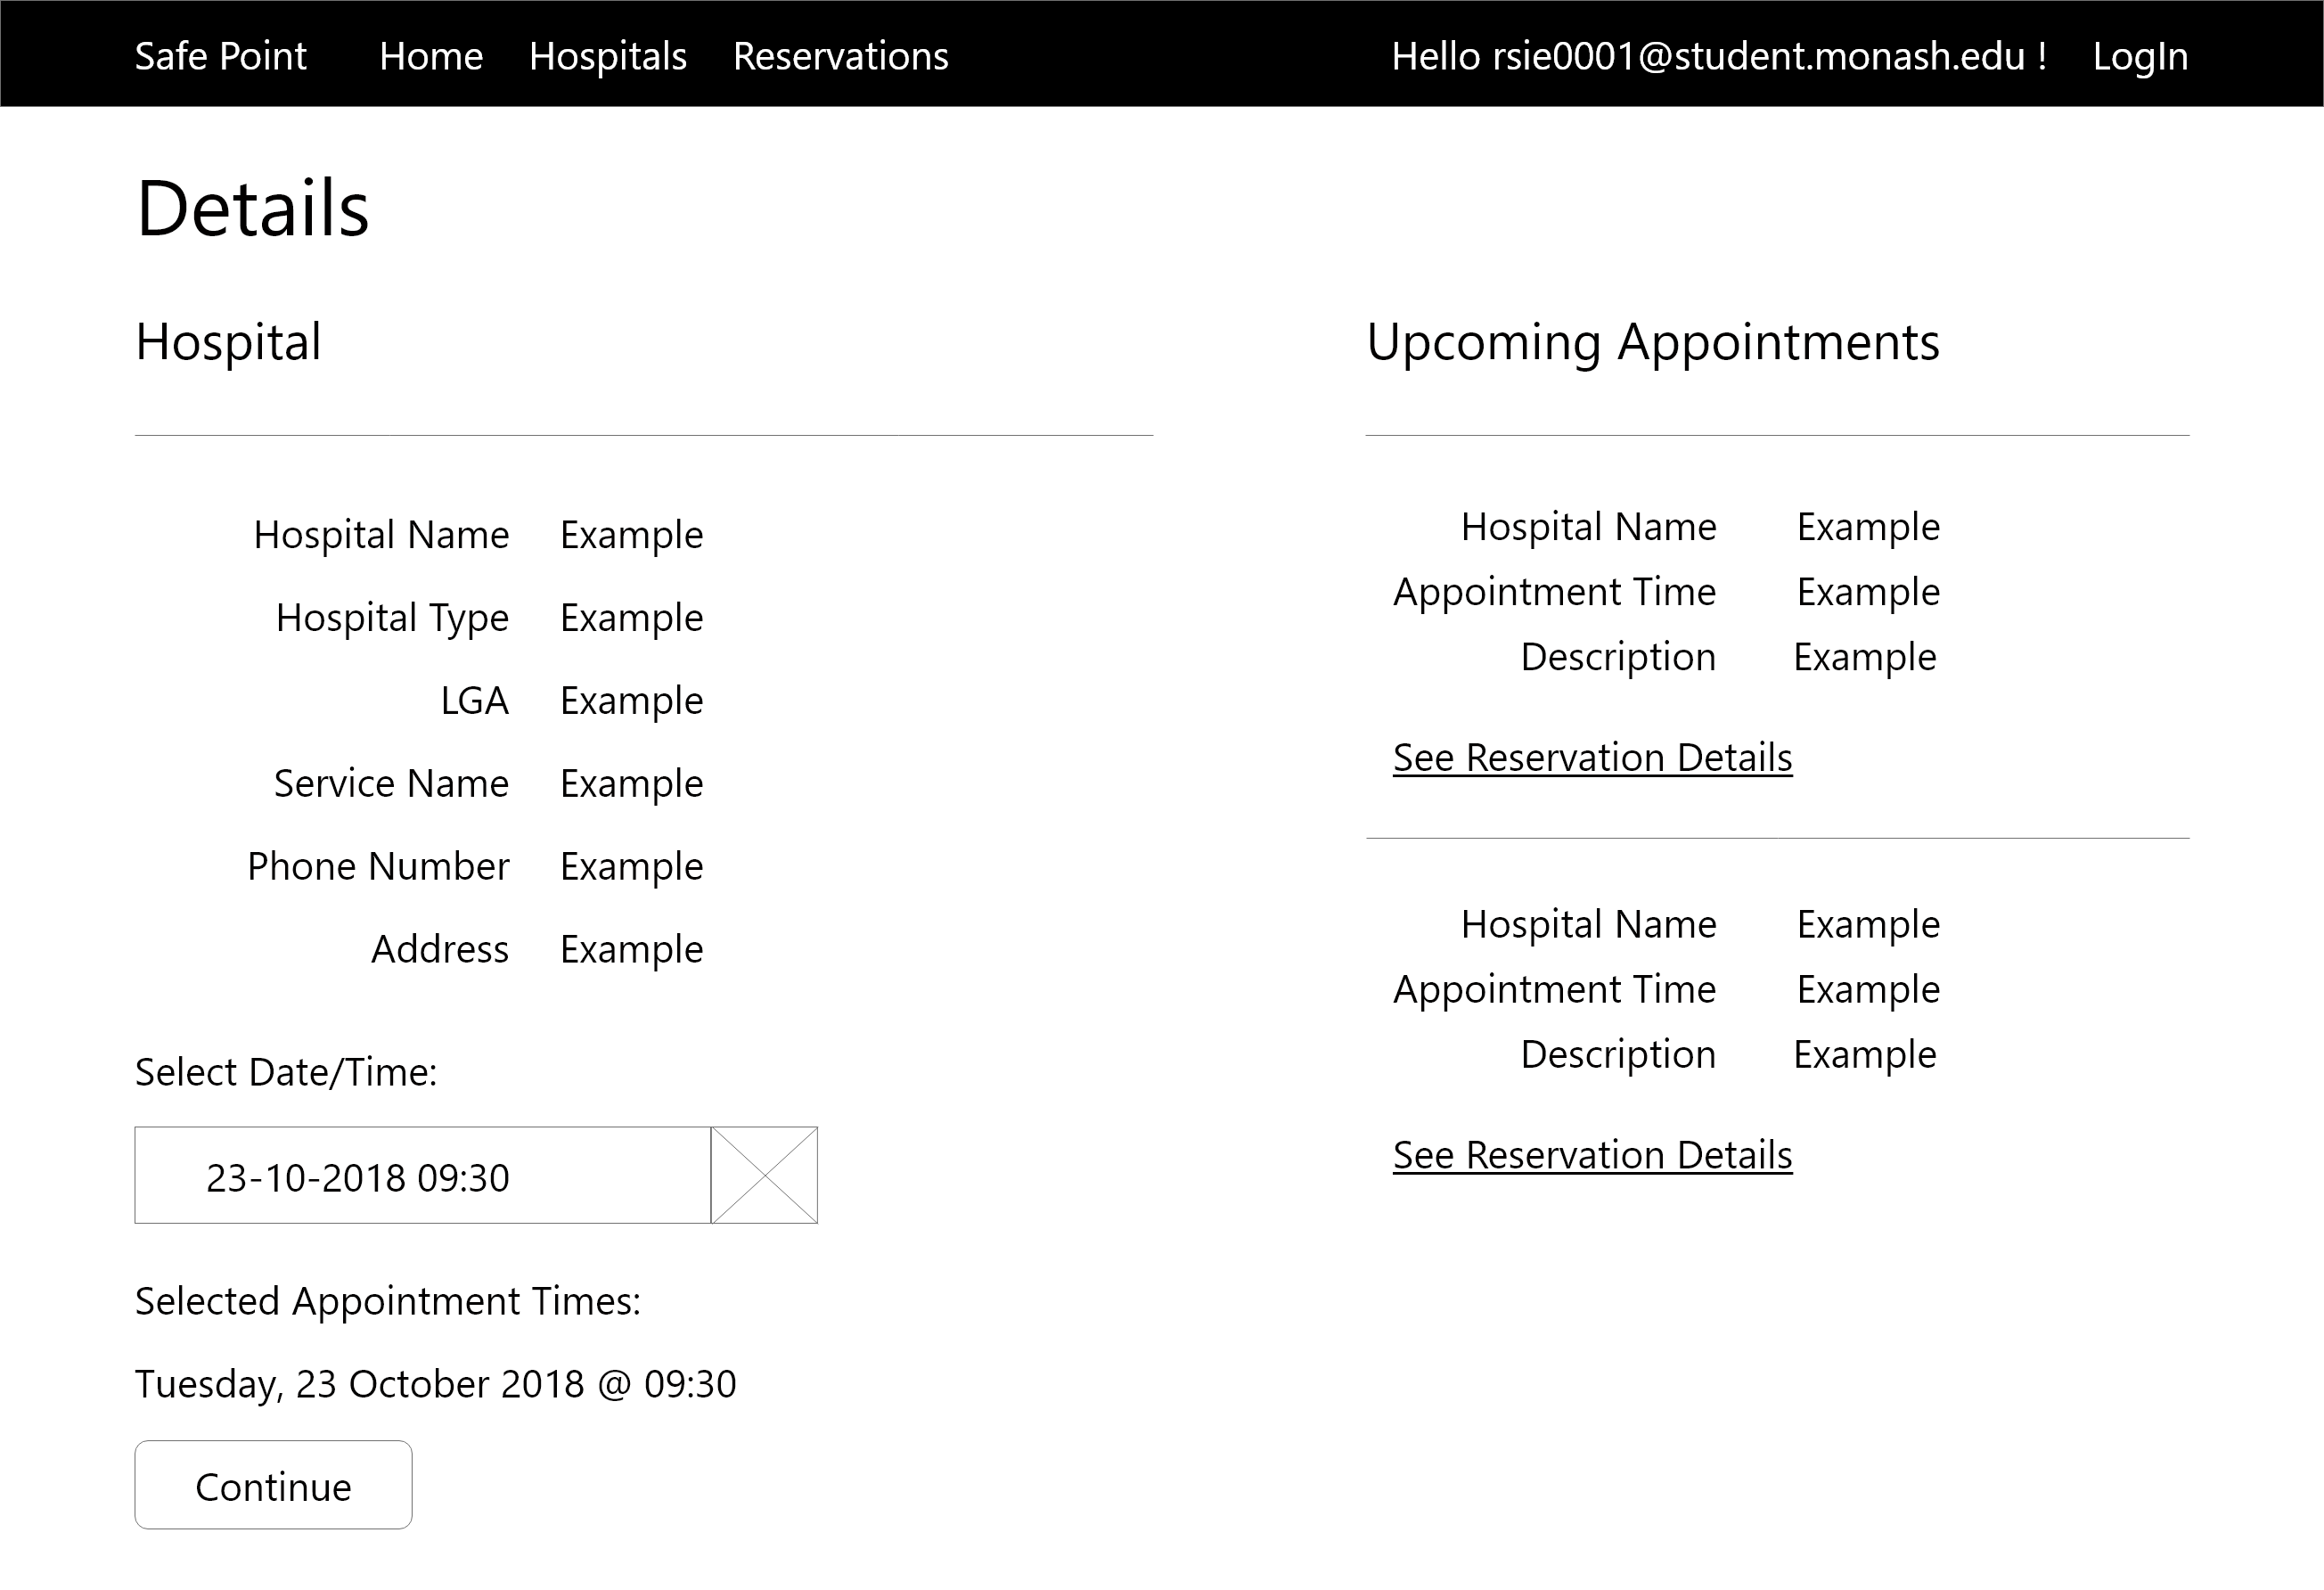 Safe Point Home Hospitals Reservations Hello rsie0001@student.monash.edu ! LogIn
Details
Hospital
Hospital Name Example
Hospital Type Example
LGA Example
Service Name Example
Phone Number Example
Address Example
Select Date/Time:
23-10-2018 09:30
Selected Appointment Times:
Tuesday, 23 October 2018 @ 09:30
Continue
Upcoming Appointments
Hospital Name Example
Appointment Time Example
Description Example
See Reservation Details
Hospital Name Example
Appointment Time Example
Description Example
See Reservation Details